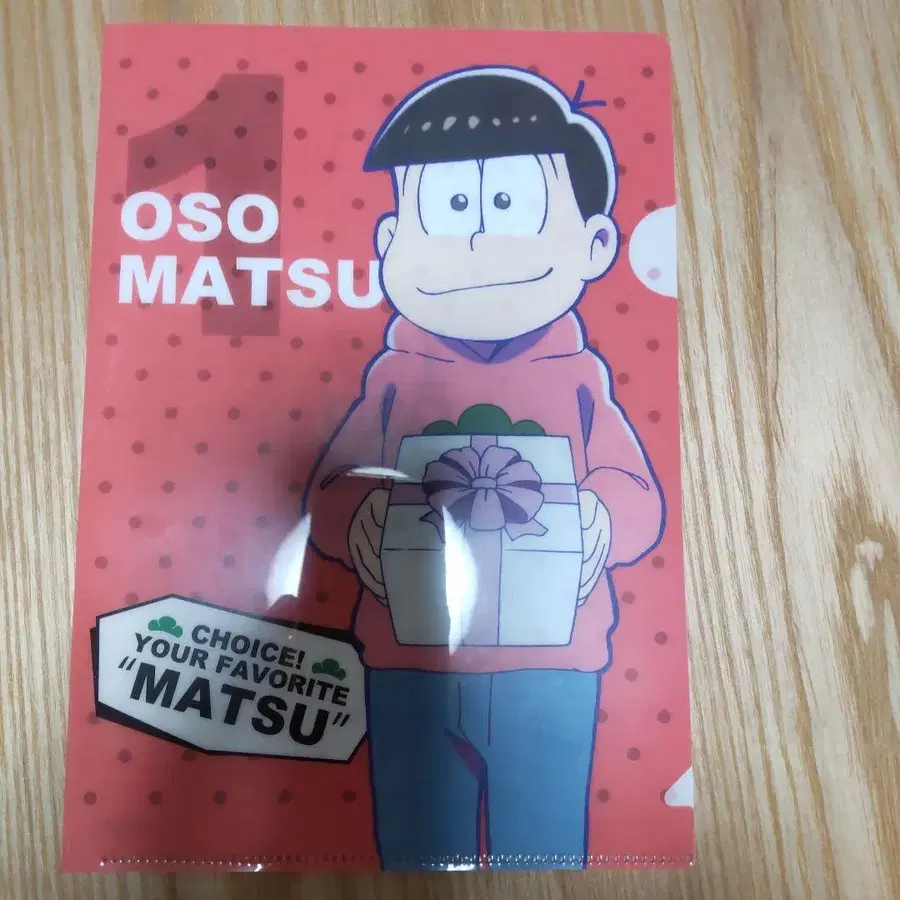 1
OSO
MATSU
CHOICE!
YOUR FAVORITE
"MATSU"